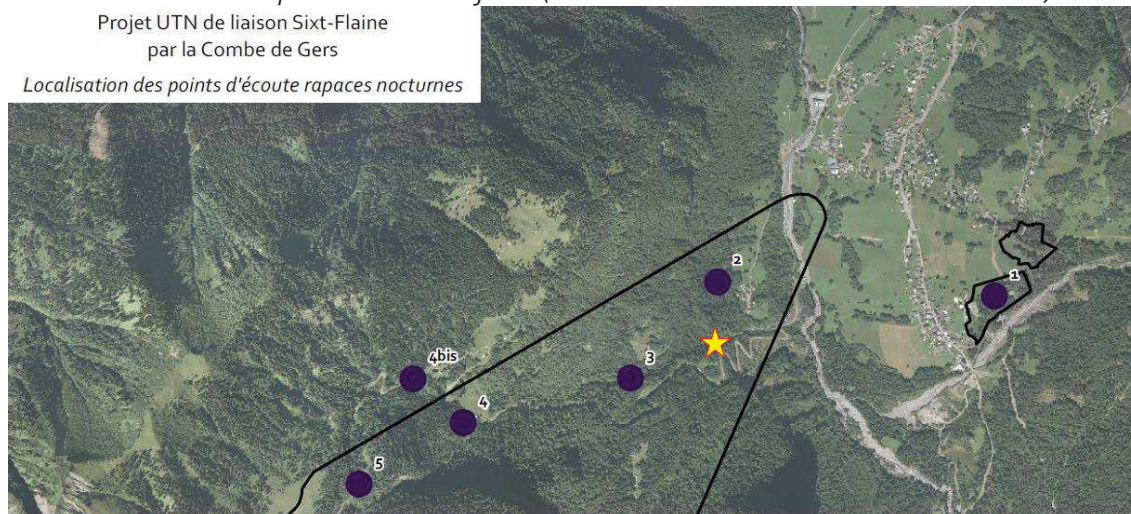 Projet UTN de liaison Sixt-Flaine
par la Combe de Gers
Localisation des points d'écoute rapaces nocturnes
2
1
4bis
3
4
5